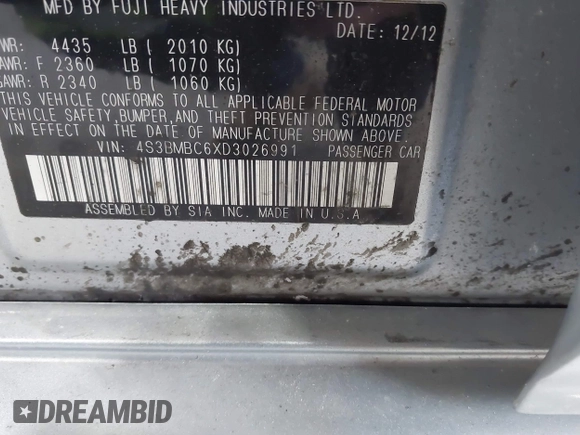 MFD BY FUJI HEAVY INDUSTRIES LTD.
DATE: 12/12
WR: 4435 LB ( 2010 KG)
AWR: F 2360 LB ( 1070 KG)
GAWR: R 2340 LB ( 1060 KG)
THIS VEHICLE CONFORMS TO ALL APPLICABLE FEDERAL MOTOR
VEHICLE SAFETY,BUMPER,AND THEFT PREVENTION STANDARDS
IN EFFECT ON THE DATE OF MANUFACTURE SHOWN ABOVE.
VIN: 4S3BMBC6XD3026991 PASSENGER CAR
ASSEMBLED BY SIA INC. MADE IN U.S.A
DREAMBID